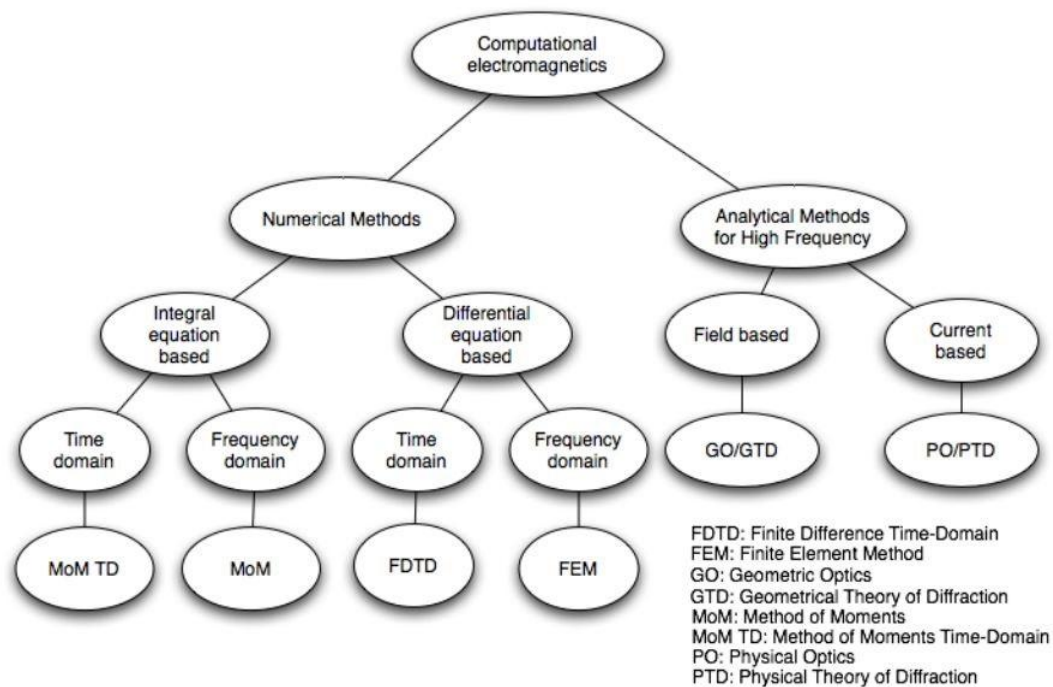 Computational
electromagnetics
Numerical Methods
Analytical Methods
for High Frequency
Integral
equation
based
Differential
equation
based
Field based
Current
based
Time
domain
Frequency
domain
Time
domain
Frequency
domain
GO/GTD
PO/PTD
MoM TD
MoM
FDTD
FEM
FDTD: Finite Difference Time-Domain
FEM: Finite Element Method
GO: Geometric Optics
GTD: Geometrical Theory of Diffraction
MoM: Method of Moments
MoM TD: Method of Moments Time-Domain
PO: Physical Optics
PTD: Physical Theory of Diffraction